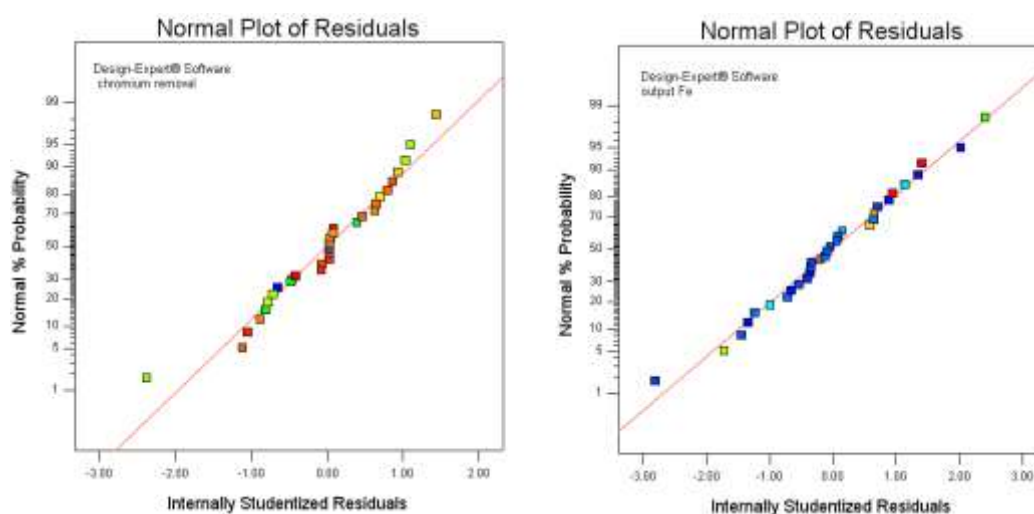 Normal Plot of Residuals
Design-Expert® Software
chromium removal
Normal % Probability
99
95
90
80
70
50
30
20
10
5
1
-3.00 -2.00 -1.00 0.00 1.00 2.00
Internally Studentized Residuals
Normal Plot of Residuals
Design-Expert® Software
output Fe
Normal % Probability
99
95
90
80
70
50
30
20
10
5
1
-3.00 -2.00 -1.00 0.00 1.00 2.00 3.00
Internally Studentized Residuals